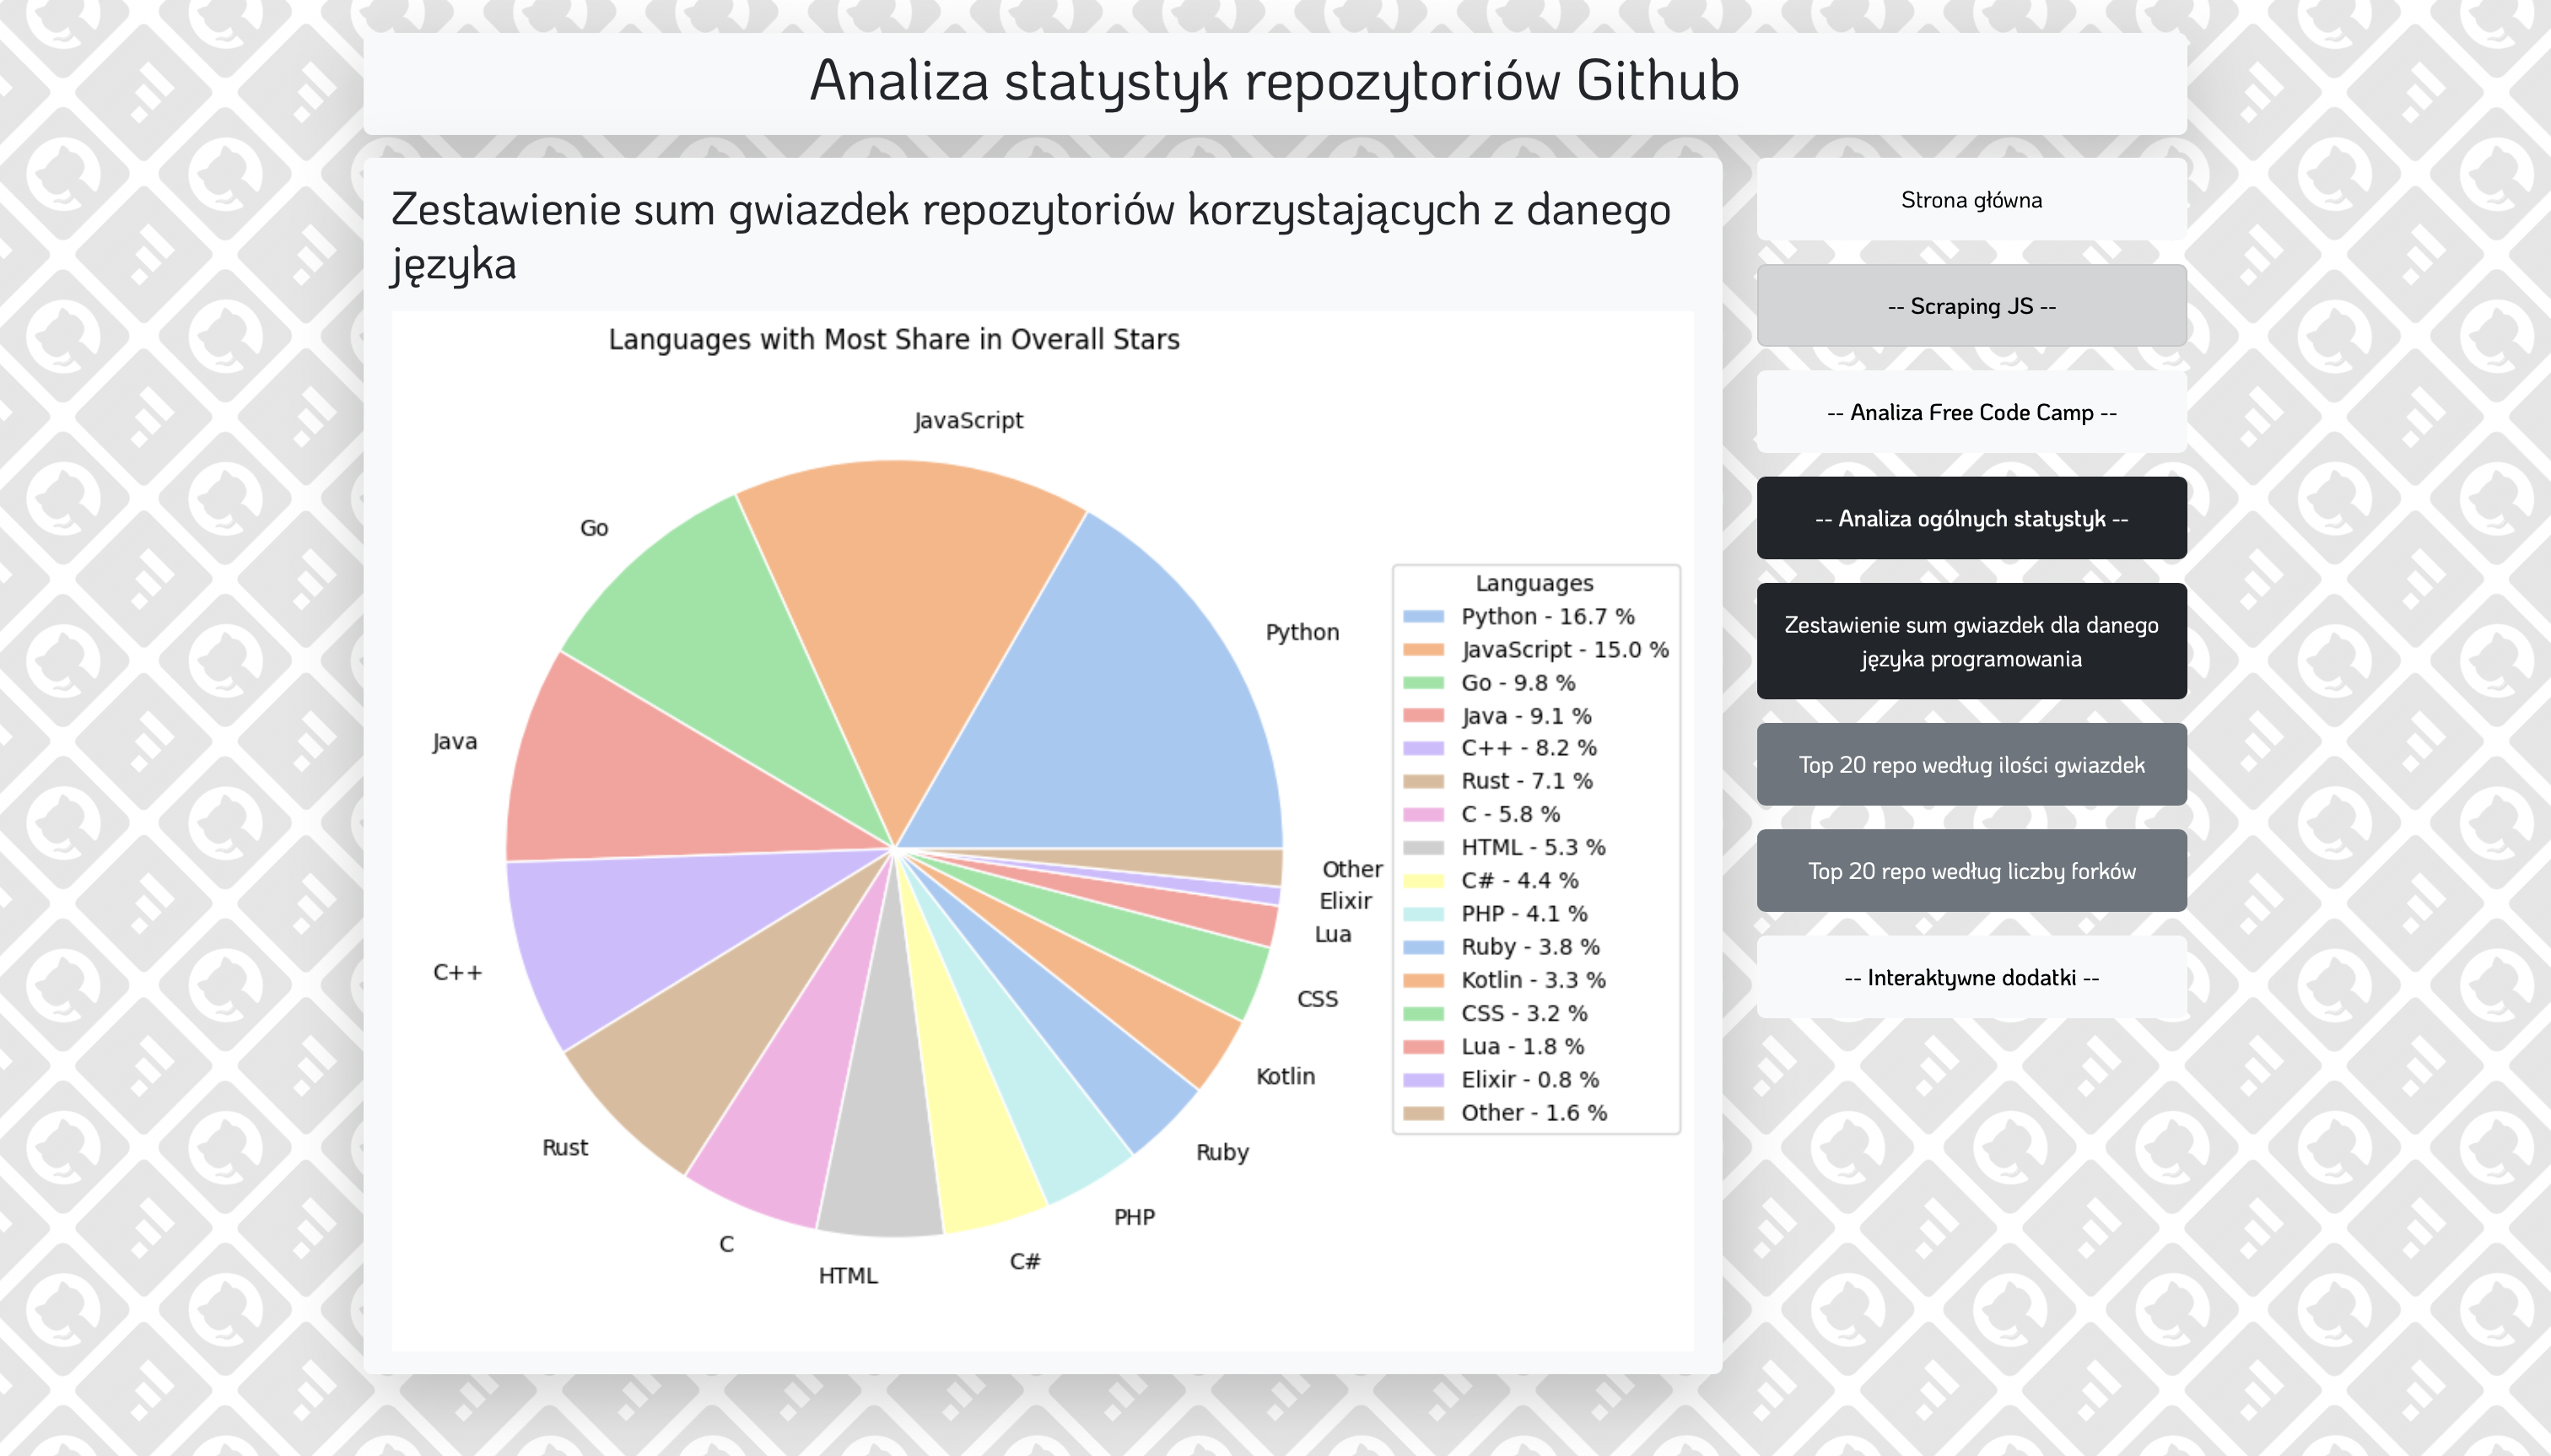 Analiza statystyk repozytoriów Github
Zestawienie sum gwiazdek repozytoriów korzystających z danego
języka
Languages with Most Share in Overall Stars
JavaScript
Go
Python
Java
C++
Rust
C
HTML
C#
PHP
Ruby
Kotlin
CSS
Lua
Elixir
Other
Languages
Python - 16.7 %
JavaScript - 15.0 %
Go - 9.8 %
Java - 9.1 %
C++ - 8.2 %
Rust - 7.1 %
C - 5.8 %
HTML - 5.3 %
C# - 4.4 %
PHP - 4.1 %
Ruby - 3.8 %
Kotlin - 3.3 %
CSS - 3.2 %
Lua - 1.8 %
Elixir - 0.8 %
Other - 1.6 %
Strona główna
-- Scraping JS --
-- Analiza Free Code Camp --
-- Analiza ogólnych statystyk --
Zestawienie sum gwiazdek dla danego
języka programowania
Top 20 repo według ilości gwiazdek
Top 20 repo według liczby forków
-- Interaktywne dodatki --